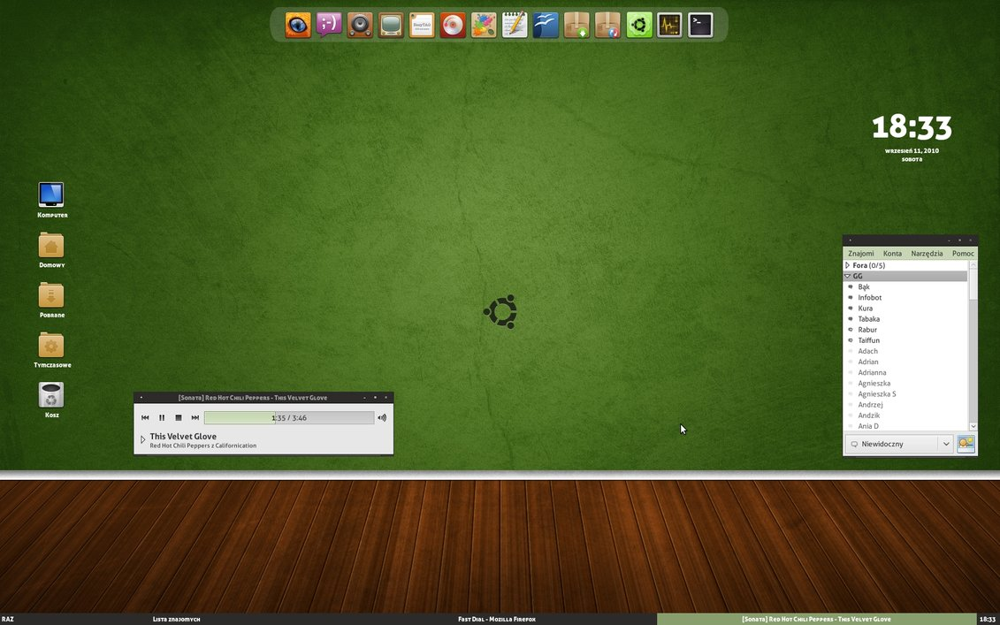 ;-)
>_
18:33
wrzesień 11, 2010
sobota
Komputer
Domowy
Pobrane
Tymczasowe
Kosz
[Sonata] Red Hot Chili Peppers - This Velvet Glove
1:35 / 3:46
This Velvet Glove
Red Hot Chili Peppers z Californication
Znajomi Konta Narzędzia Pomoc
Fora (0/5)
GG
Bąk
Infobot
Kura
Tabaka
Rabur
Taiffun
Adach
Adrian
Adrianna
Agnieszka
Agnieszka S
Andrzej
Andzik
Ania D
Niewidoczny
RAZ Lista znajomych Fast Dial - Mozilla Firefox [Sonata] Red Hot Chili Peppers - This Velvet Glove 18:33